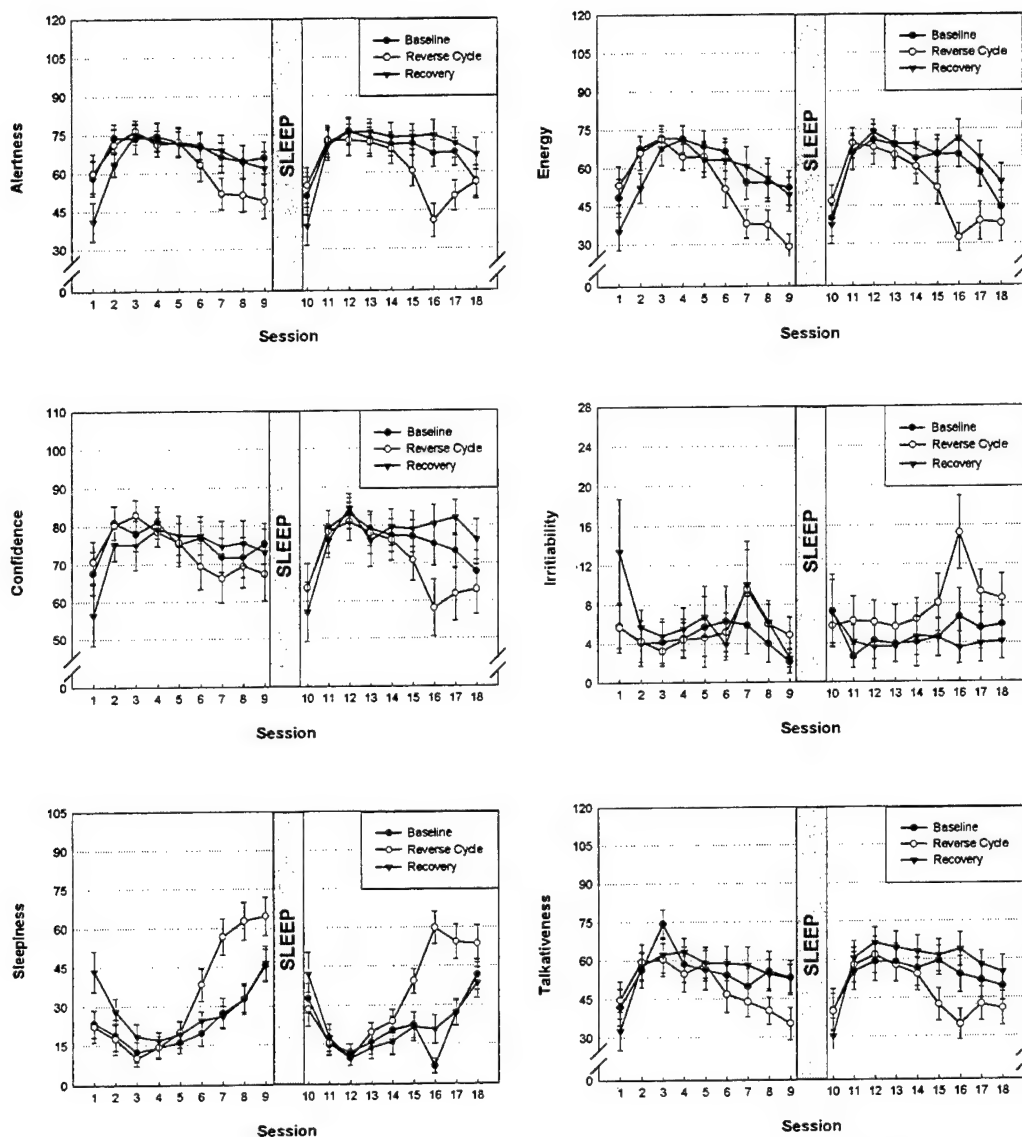 120
105
90
75
60
45
30
0
Alertness
Baseline
Reverse Cycle
Recovery
SLEEP
1 2 3 4 5 6 7 8 9 10 11 12 13 14 15 16 17 18
Session
120
105
90
75
60
45
30
0
Energy
Baseline
Reverse Cycle
Recovery
SLEEP
1 2 3 4 5 6 7 8 9 10 11 12 13 14 15 16 17 18
Session
110
100
90
80
70
60
50
0
Confidence
Baseline
Reverse Cycle
Recovery
SLEEP
1 2 3 4 5 6 7 8 9 10 11 12 13 14 15 16 17 18
Session
28
24
20
16
12
8
4
0
Irritiability
Baseline
Reverse Cycle
Recovery
SLEEP
1 2 3 4 5 6 7 8 9 10 11 12 13 14 15 16 17 18
Session
105
90
75
60
45
30
15
0
Sleepiness
Baseline
Reverse Cycle
Recovery
SLEEP
1 2 3 4 5 6 7 8 9 10 11 12 13 14 15 16 17 18
Session
120
105
90
75
60
45
30
0
Talkativeness
Baseline
Reverse Cycle
Recovery
SLEEP
1 2 3 4 5 6 7 8 9 10 11 12 13 14 15 16 17 18
Session